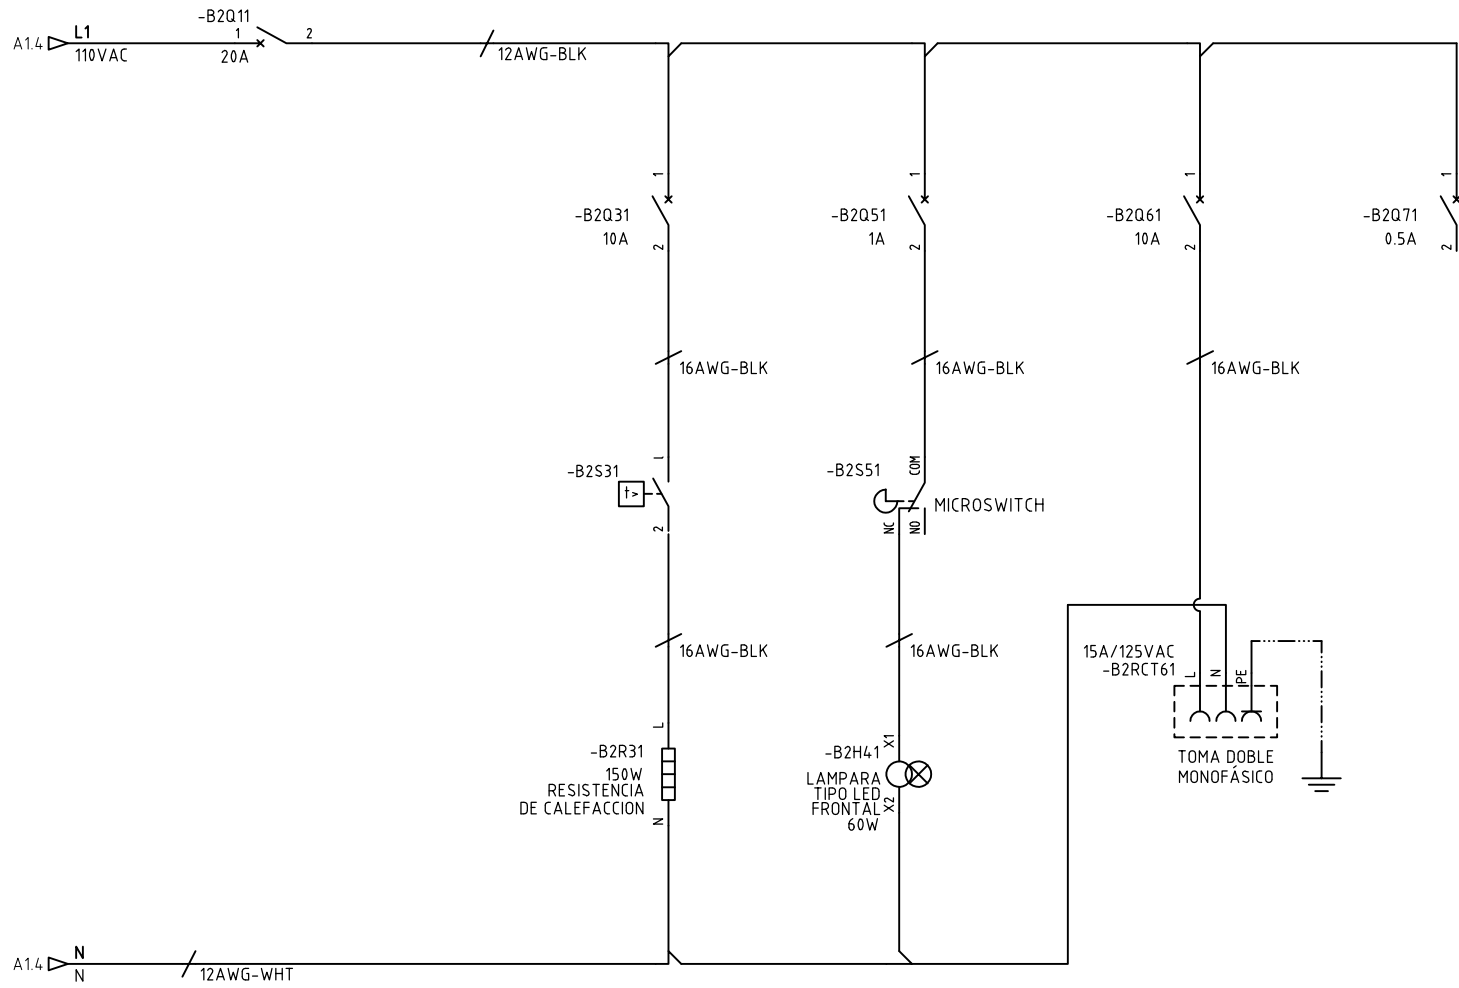 -B2Q11
L1
1
2
A1.4
110VAC
20A
12AWG-BLK
1
1
1
1
-B2Q31
10A
2
-B2Q51
1A
2
-B2Q61
10A
2
-B2Q71
0.5A
2
16AWG-BLK
16AWG-BLK
16AWG-BLK
l
-B2S31
t>
2
COM
-B2S51
MICROSWITCH
NC
NO
16AWG-BLK
16AWG-BLK
15A/125VAC
-B2RCT61
L
N
PE
TOMA DOBLE
MONOFÁSICO
L
-B2R31
150W
RESISTENCIA
DE CALEFACCION
N
X1
-B2H41
LAMPARA
TIPO LED
FRONTAL
60W
X2
N
A1.4
N
12AWG-WHT